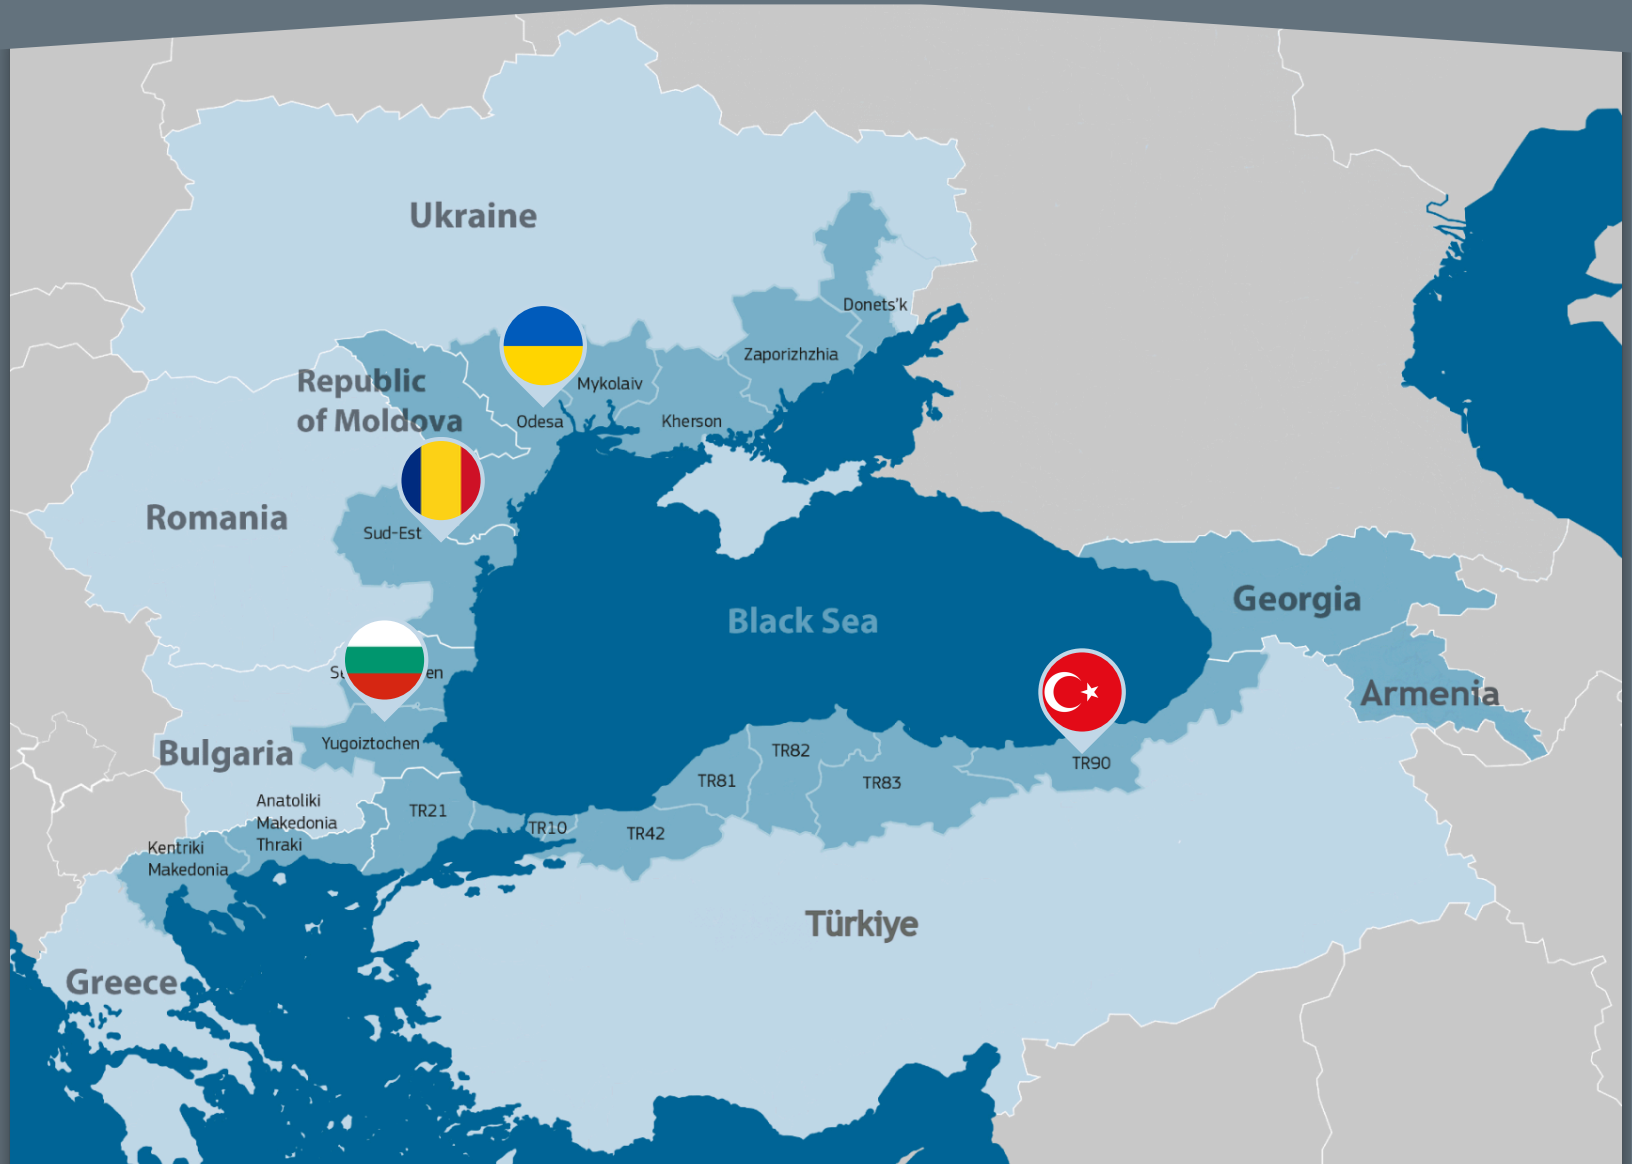 Ukraine
Donets'k
Zaporizhzhia
Republic
of Moldova
Mykolaiv
Odesa
Kherson
Romania
Sud-Est
Georgia
Black Sea
Armenia
Yugoiztochen
Bulgaria
TR82
TR90
TR81
TR83
Anatoliki
Makedonia
Thraki
TR21
TR10
TR42
Kentriki
Makedonia
Türkiye
Greece